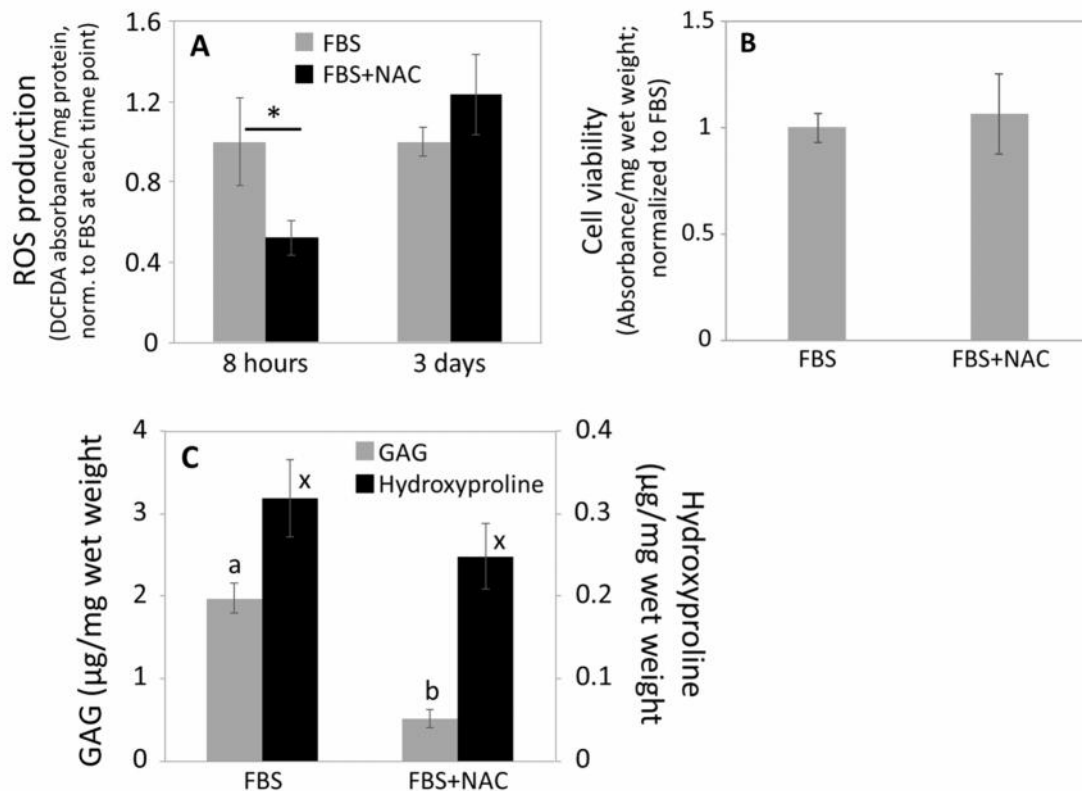 A
FBS
FBS+NAC
*
ROS production
(DCFDA absorbance/mg protein,
norm. to FBS at each time point)
1.6
1.2
0.8
0.4
0
8 hours
3 days
B
Cell viability
(Absorbance/mg wet weight;
normalized to FBS)
1.5
1
0.5
0
FBS
FBS+NAC
C
GAG
Hydroxyproline
GAG (µg/mg wet weight
4
3
2
1
0
a
x
b
x
FBS
FBS+NAC
0.4
0.3
0.2
0.1
0
Hydroxyproline
(µg/mg wet weight